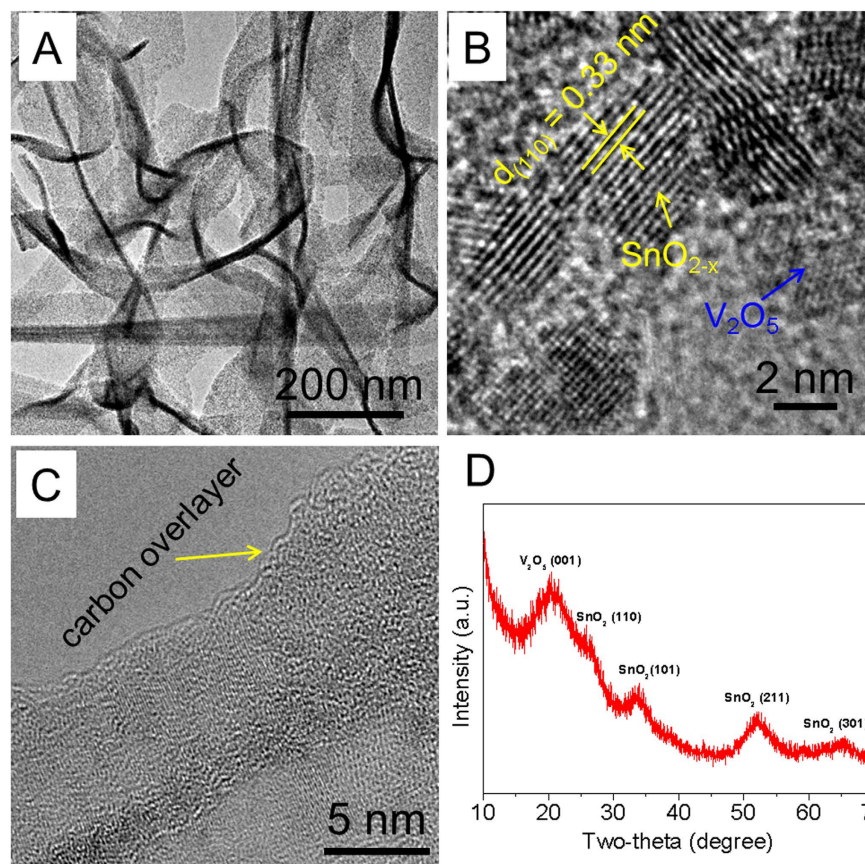 A
200 nm
B
d(110) = 0.33 nm
SnO2-x
V2O5
2 nm
C
carbon overlayer
5 nm
D
V2O5 (001)
SnO2 (110)
SnO2 (101)
SnO2 (211)
SnO2 (301
Intensity (a.u.)
10 20 30 40 50 60 7
Two-theta (degree)